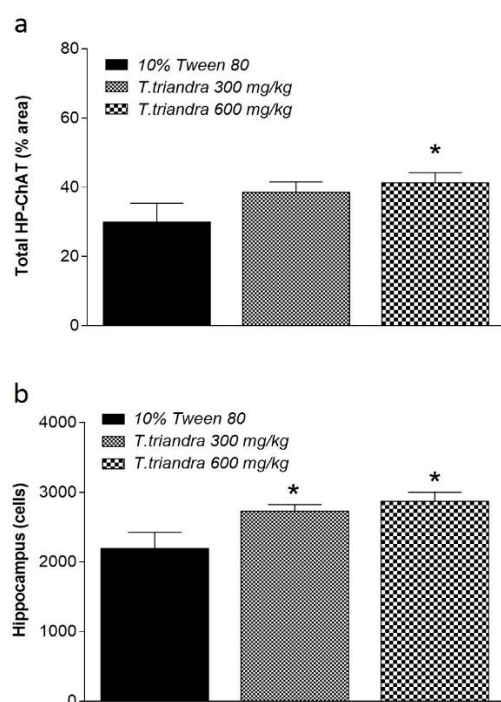 a
Total HP-ChAT (% area)
80
60
40
20
0
10% Tween 80
T.triandra 300 mg/kg
T.triandra 600 mg/kg
*
b
Hippocampus (cells)
4000
3000
2000
1000
0
10% Tween 80
T.triandra 300 mg/kg
T.triandra 600 mg/kg
*
*